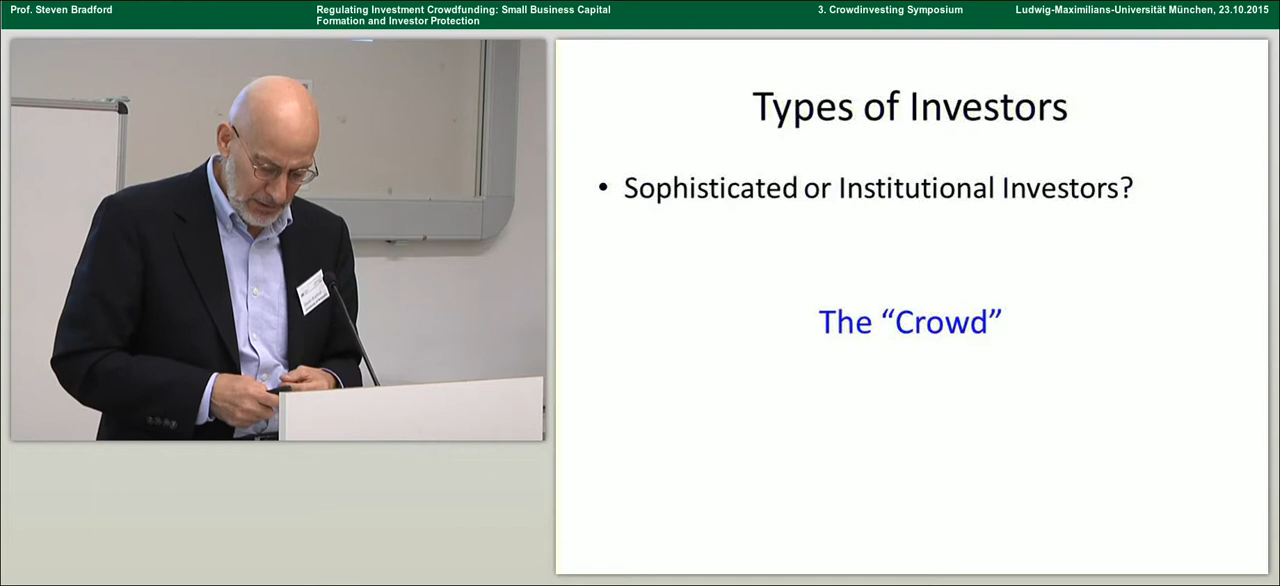 Prof. Steven Bradford
Regulating Investment Crowdfunding: Small Business Capital
Formation and Investor Protection
3. Crowdinvesting Symposium
Ludwig-Maximilians-Universität München, 23.10.2015
Types of Investors
• Sophisticated or Institutional Investors?
The “Crowd”